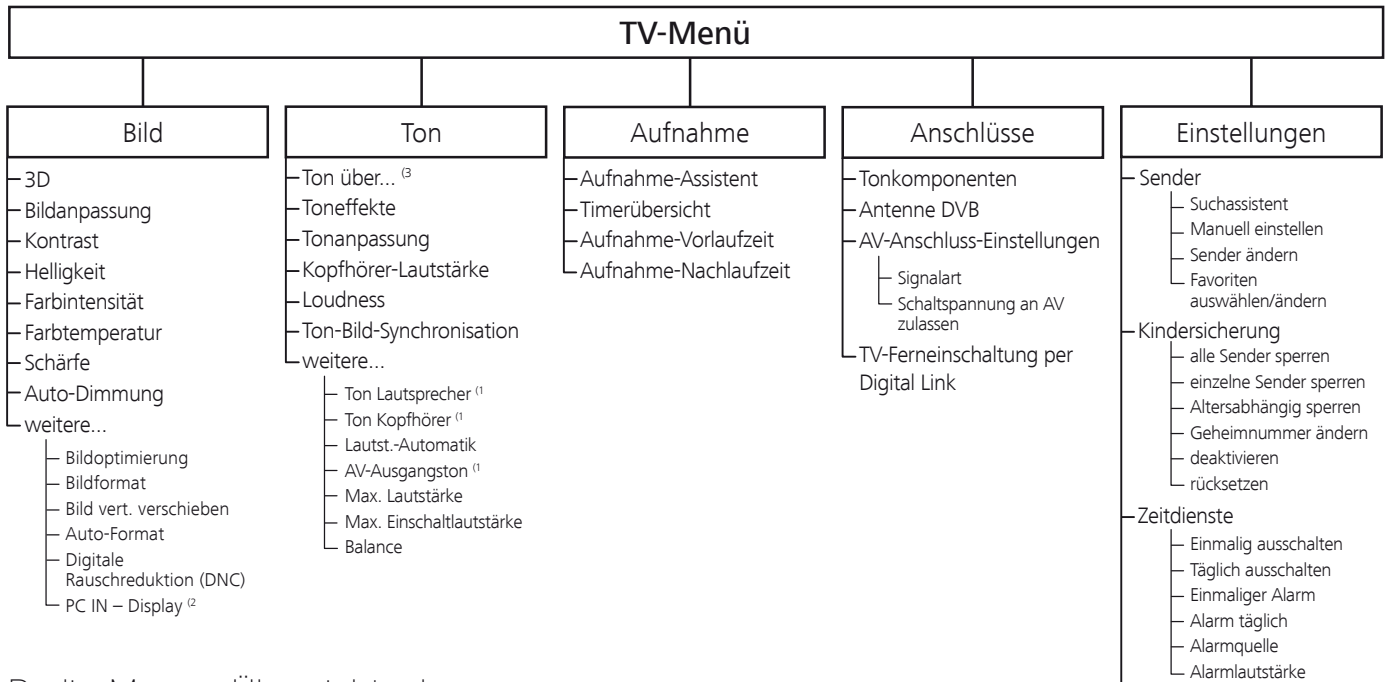 TV-Menü
Bild
3D
Bildanpassung
Kontrast
Helligkeit
Farbintensität
Farbtemperatur
Schärfe
Auto-Dimmung
weitere...
Bildoptimierung
Bildformat
Bild vert. verschieben
Auto-Format
Digitale
Rauschreduktion (DNC)
PC IN – Display (2
Ton
Ton über... (3
Toneffekte
Tonanpassung
Kopfhörer-Lautstärke
Loudness
Ton-Bild-Synchronisation
weitere...
Ton Lautsprecher (1
Ton Kopfhörer (1
Lautst.-Automatik
AV-Ausgangston (1
Max. Lautstärke
Max. Einschaltlautstärke
Balance
Aufnahme
Aufnahme-Assistent
Timerübersicht
Aufnahme-Vorlaufzeit
Aufnahme-Nachlaufzeit
Anschlüsse
Tonkomponenten
Antenne DVB
AV-Anschluss-Einstellungen
Signalart
Schaltspannung an AV
zulassen
TV-Ferneinschaltung per
Digital Link
Einstellungen
Sender
Suchassistent
Manuell einstellen
Sender ändern
Favoriten
auswählen/ändern
Kindersicherung
alle Sender sperren
einzelne Sender sperren
Altersabhängig sperren
Geheimnummer ändern
deaktivieren
rücksetzen
Zeitdienste
Einmalig ausschalten
Täglich ausschalten
Einmaliger Alarm
Alarm täglich
Alarmquelle
Alarmlautstärke